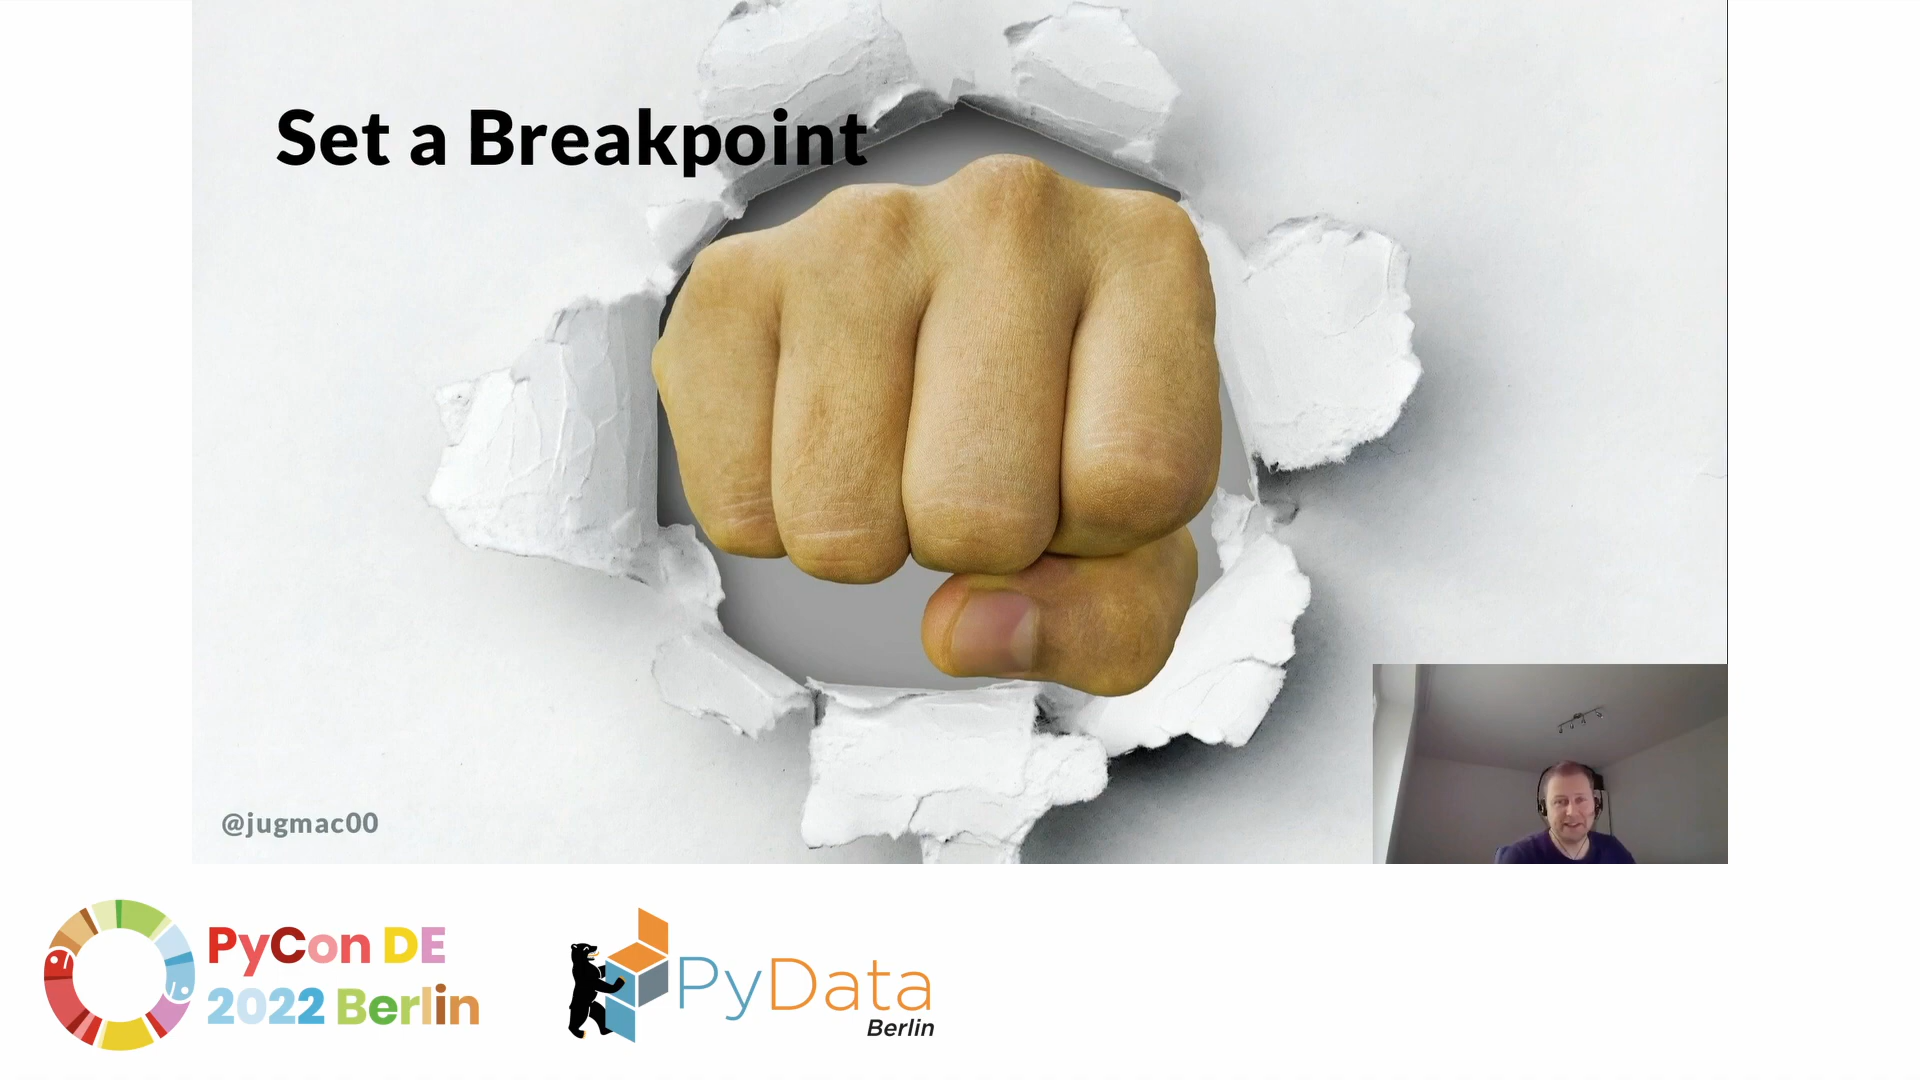 Set a Breakpoint
@jugmac00
PyCon DE
2022 Berlin
PyData
Berlin